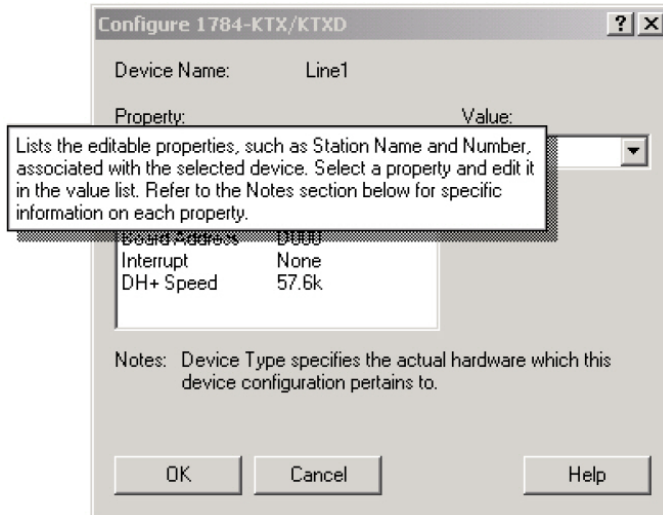 Configure 1784-KTX/KTXD
Device Name: Line1
Property: Value:
Lists the editable properties, such as Station Name and Number,
associated with the selected device. Select a property and edit it
in the value list. Refer to the Notes section below for specific
information on each property.
Board Address D000
Interrupt None
DH+ Speed 57.6k
Notes: Device Type specifies the actual hardware which this
device configuration pertains to.
OK Cancel Help